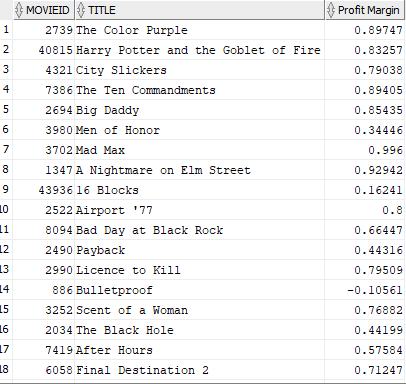 MOVIEID TITLE Profit Margin
1 2739 The Color Purple 0.89747
2 40815 Harry Potter and the Goblet of Fire 0.83257
3 4321 City Slickers 0.79038
4 7386 The Ten Commandments 0.89405
5 2694 Big Daddy 0.85435
6 3980 Men of Honor 0.34446
7 3702 Mad Max 0.996
8 1347 A Nightmare on Elm Street 0.92942
9 43936 16 Blocks 0.16241
10 2522 Airport '77 0.8
11 8094 Bad Day at Black Rock 0.66447
12 2490 Payback 0.44316
13 2990 Licence to Kill 0.79509
14 886 Bulletproof -0.10561
15 3252 Scent of a Woman 0.76882
16 2034 The Black Hole 0.44199
17 7419 After Hours 0.57584
18 6058 Final Destination 2 0.71247